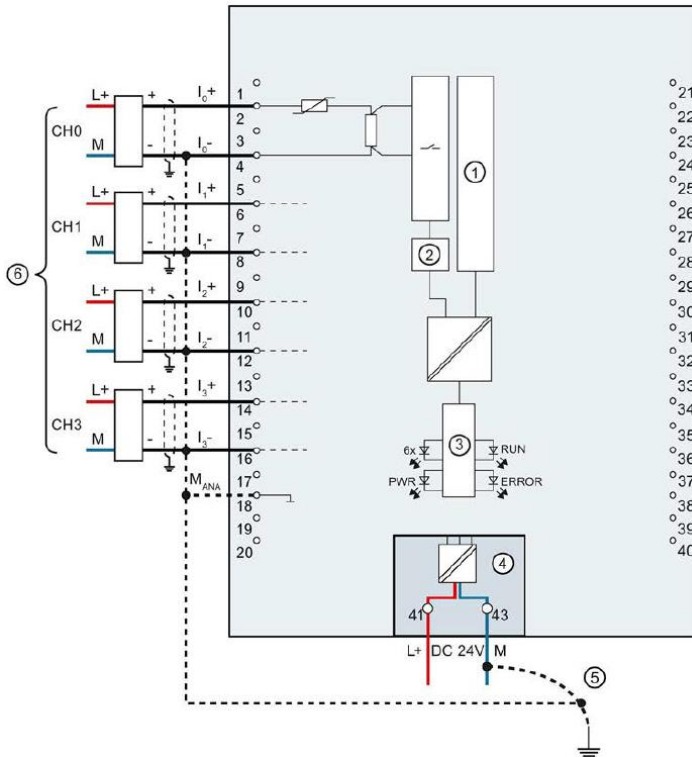 L+ + I0+ 1
CH0 2
M - I0- 3
4
L+ + I1+ 5
CH1 6
M - I1- 7
8
L+ + I2+ 9
CH2 10
M - I2- 11
12
L+ + I3+ 13
CH3 14
M - I3- 15
16
MANA 17
18
19
20
21
22
23
24
25
26
27
28
29
30
31
32
33
34
35
36
37
38
39
40
①
②
③
6x RUN
PWR ERROR
④
41 43
L+ DC 24V M
⑤
⑥